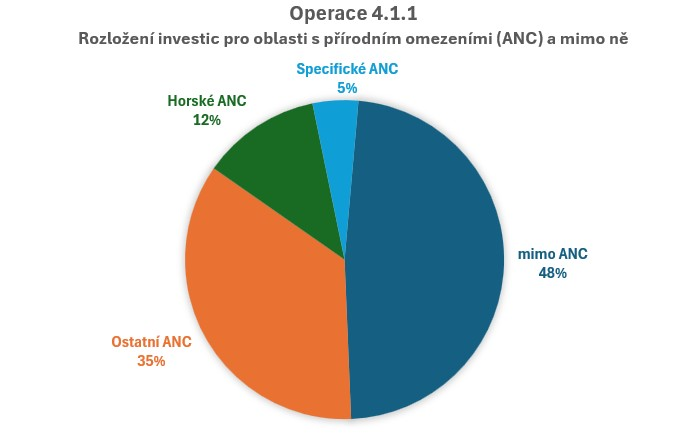 Operace 4.1.1
Rozložení investic pro oblasti s přírodním omezeními (ANC) a mimo ně
Specifické ANC
5%
Horské ANC
12%
mimo ANC
48%
Ostatní ANC
35%